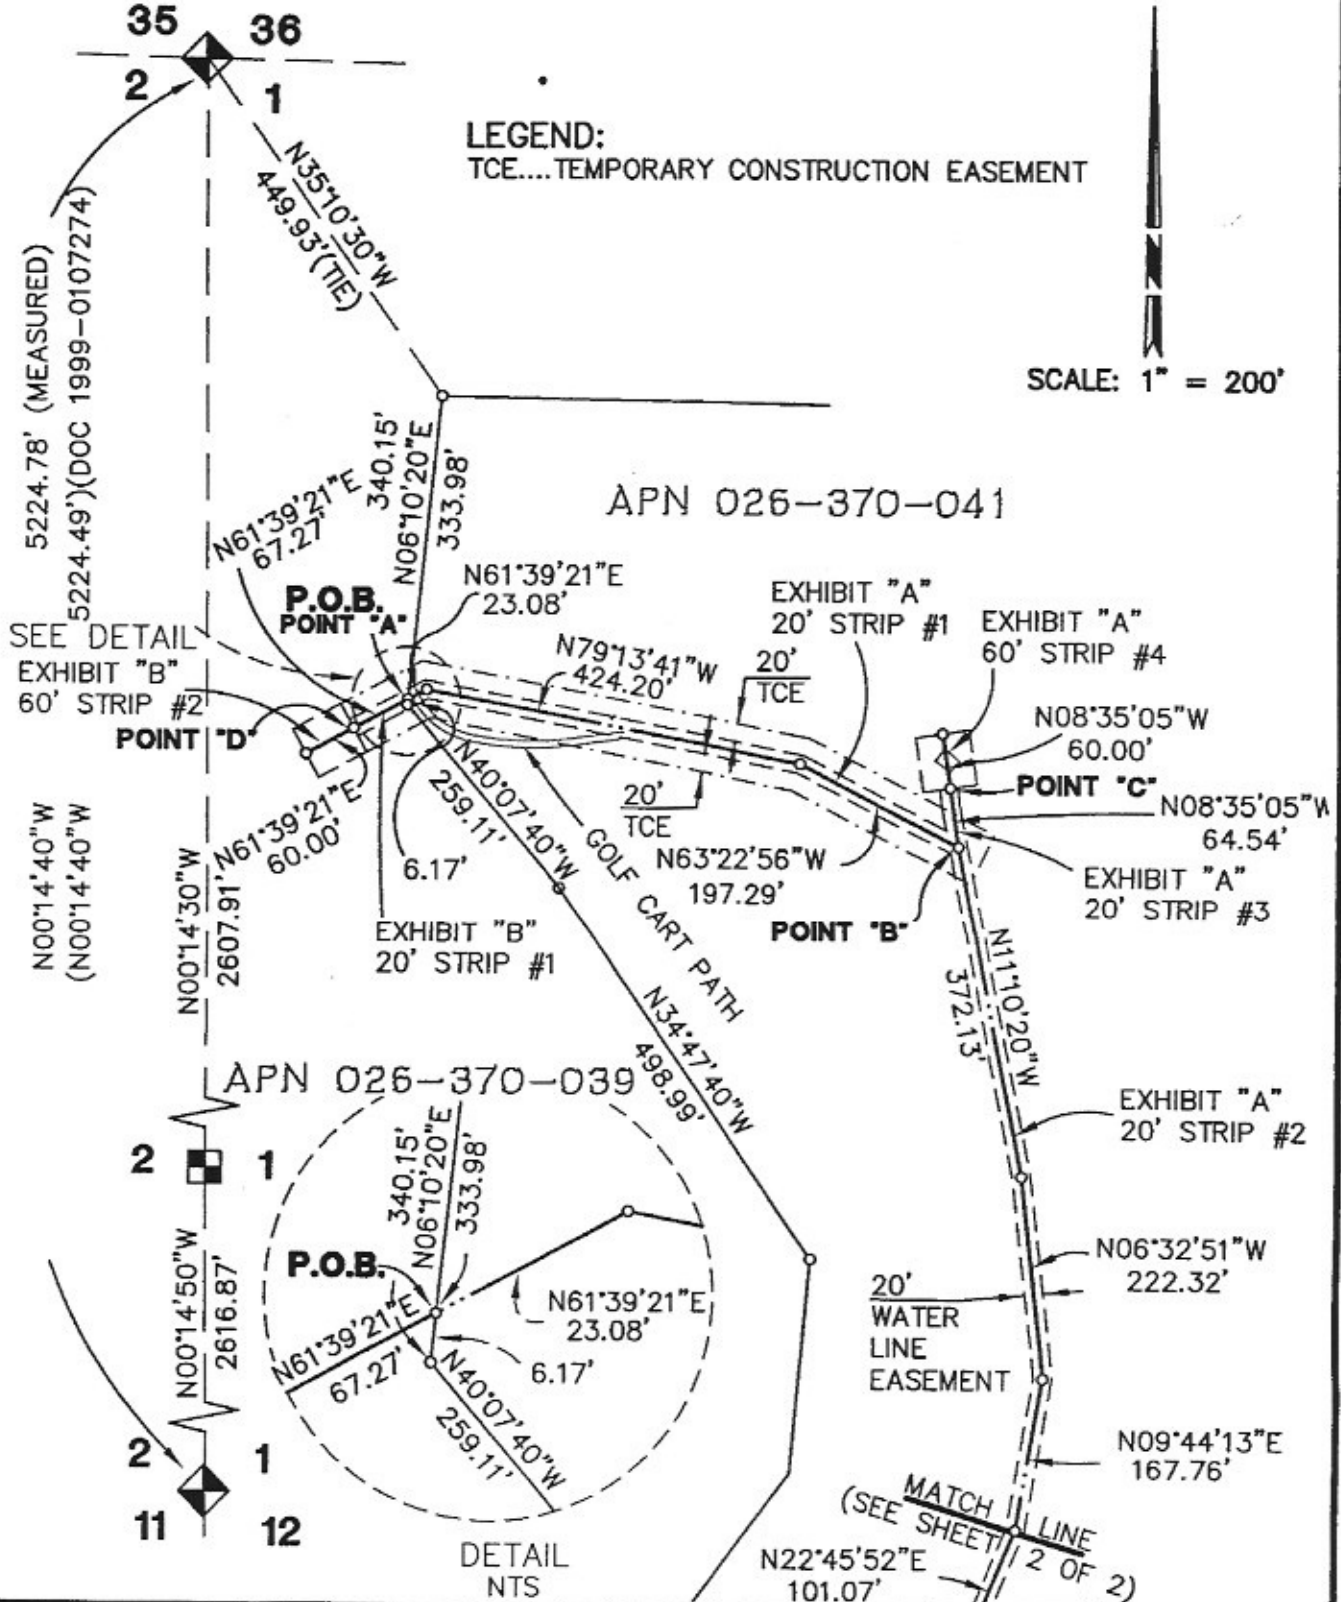 35 36
2 1
LEGEND:
TCE....TEMPORARY CONSTRUCTION EASEMENT
N35°10'30"W
449.93'(TIE)
5224.78' (MEASURED)
5224.49')(DOC 1999-0107274)
SCALE: 1" = 200'
340.15'
N06°10'20"E
333.98'
APN 026-370-041
N61°39'21"E
67.27'
N61°39'21"E
23.08'
P.O.B.
POINT "A"
SEE DETAIL
EXHIBIT "B"
60' STRIP #2
POINT "D"
N79°13'41"W
424.20'
20'
TCE
EXHIBIT "A"
20' STRIP #1
EXHIBIT "A"
60' STRIP #4
N08°35'05"W
60.00'
POINT "C"
N08°35'05"W
64.54'
EXHIBIT "A"
20' STRIP #3
N61°39'21"E
60.00'
6.17'
N40°07'40"W
259.11'
20'
TCE
N63°22'56"W
197.29'
POINT "B"
GOLF CART PATH
EXHIBIT "B"
20' STRIP #1
N00°14'40"W
(N00°14'40"W
N00°14'30"W
2607.91'
N34°47'40"W
498.99'
N11°10'20"W
372.13'
APN 026-370-039
EXHIBIT "A"
20' STRIP #2
2 1
340.15'
N06°10'20"E
333.98'
P.O.B.
N61°39'21"E
67.27'
N61°39'21"E
23.08'
6.17'
N40°07'40"W
259.11'
N06°32'51"W
222.32'
20'
WATER
LINE
EASEMENT
N00°14'50"W
2616.87'
2 1
11 12
N09°44'13"E
167.76'
MATCH LINE
(SEE SHEET 2 OF 2)
DETAIL
NTS
N22°45'52"E
101.07'